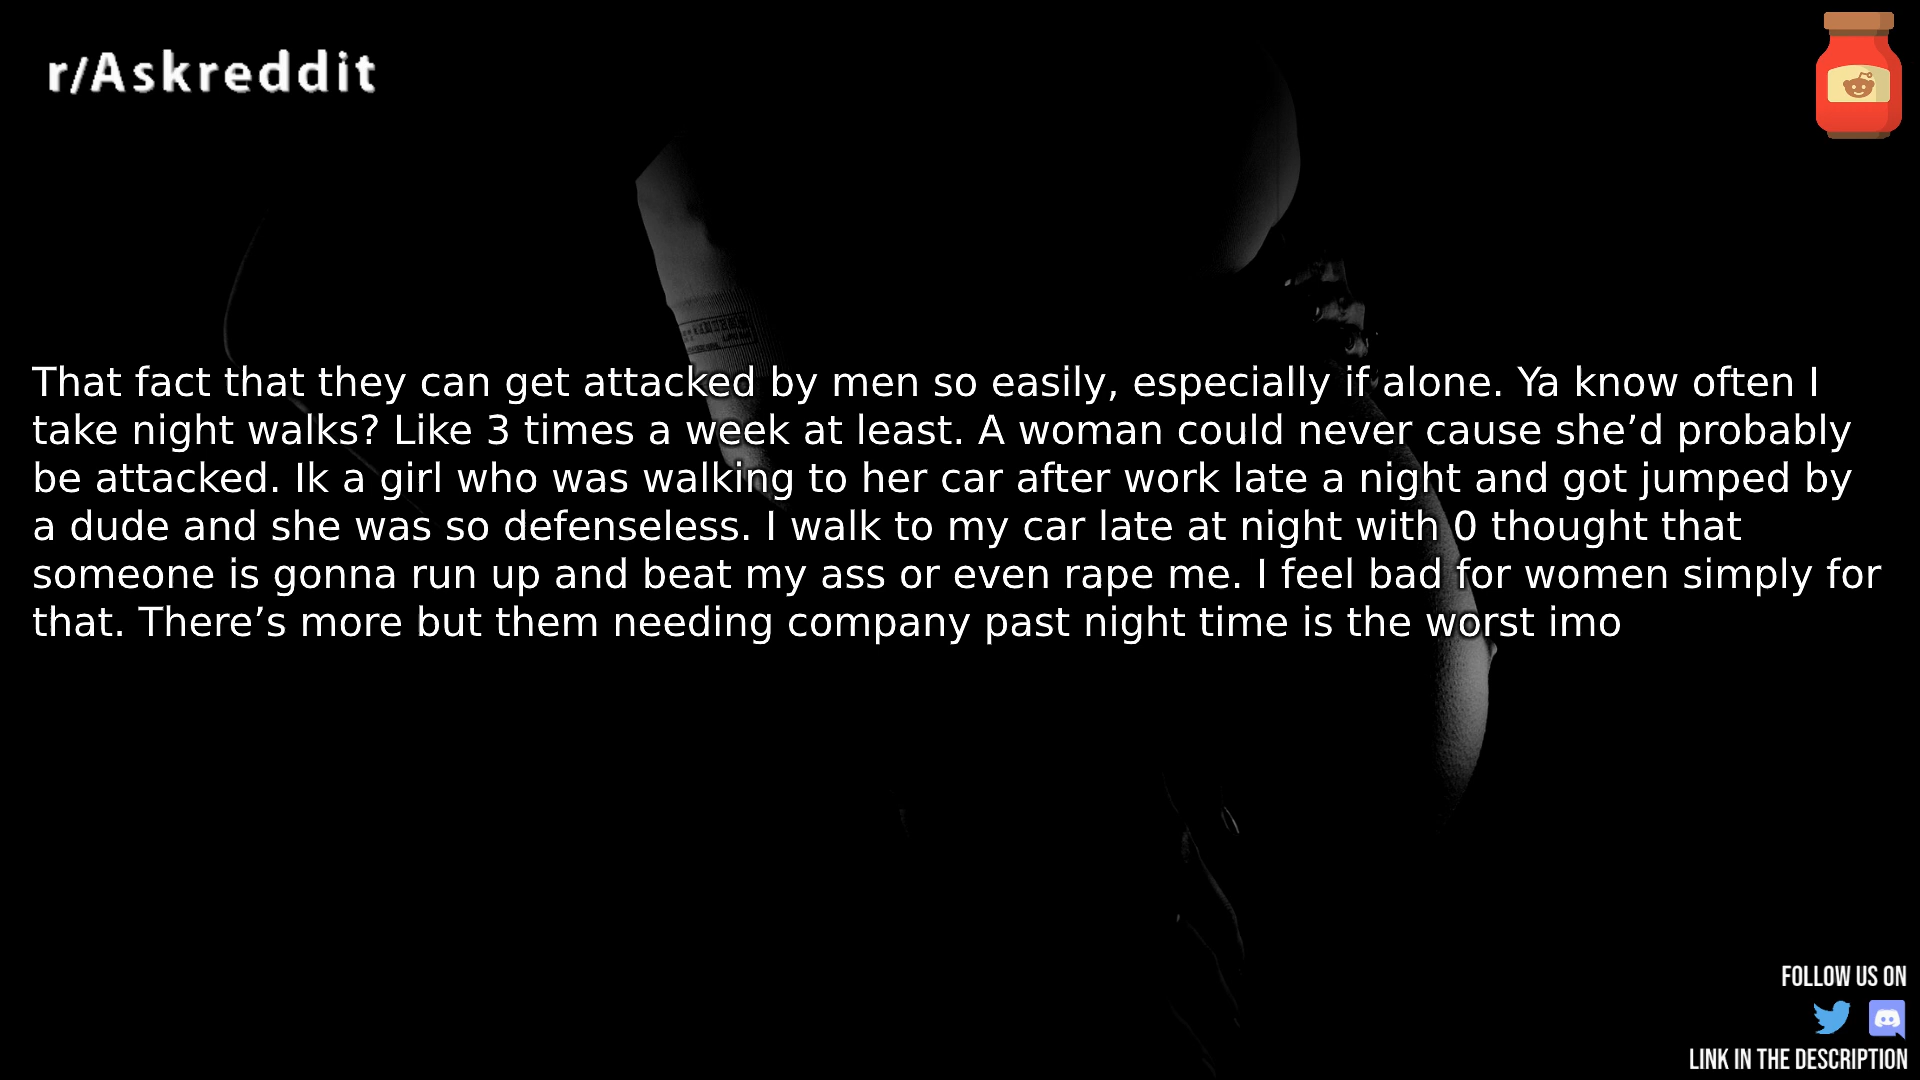 r/Askreddit
That fact that they can get attacked by men so easily, especially if alone. Ya know often I
take night walks? Like 3 times a week at least. A woman could never cause she’d probably
be attacked. Ik a girl who was walking to her car after work late a night and got jumped by
a dude and she was so defenseless. I walk to my car late at night with 0 thought that
someone is gonna run up and beat my ass or even rape me. I feel bad for women simply for
that. There’s more but them needing company past night time is the worst imo
FOLLOW US ON
LINK IN THE DESCRIPTION